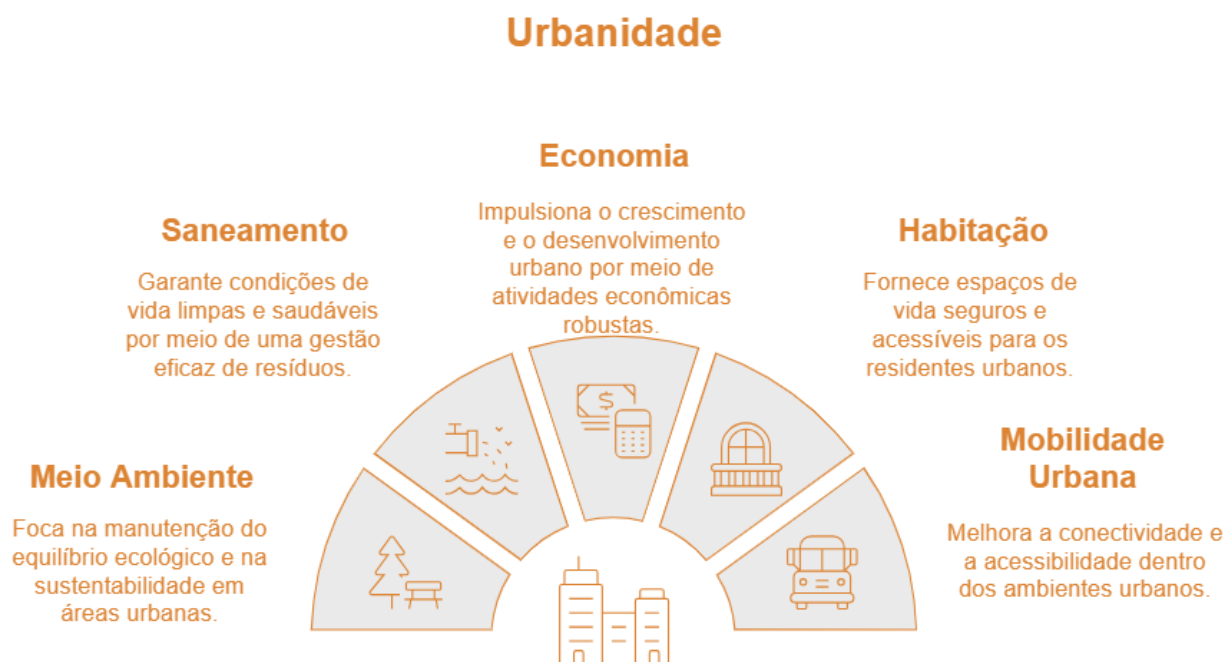 Urbanidade
Economia
Impulsiona o crescimento
e o desenvolvimento
urbano por meio de
atividades econômicas
robustas.
Saneamento
Garante condições de
vida limpas e saudáveis
por meio de uma gestão
eficaz de resíduos.
Habitação
Fornece espaços de
vida seguros e
acessíveis para os
residentes urbanos.
Meio Ambiente
Foca na manutenção do
equilíbrio ecológico e na
sustentabilidade em
áreas urbanas.
Mobilidade
Urbana
Melhora a conectividade e
a acessibilidade dentro
dos ambientes urbanos.
$